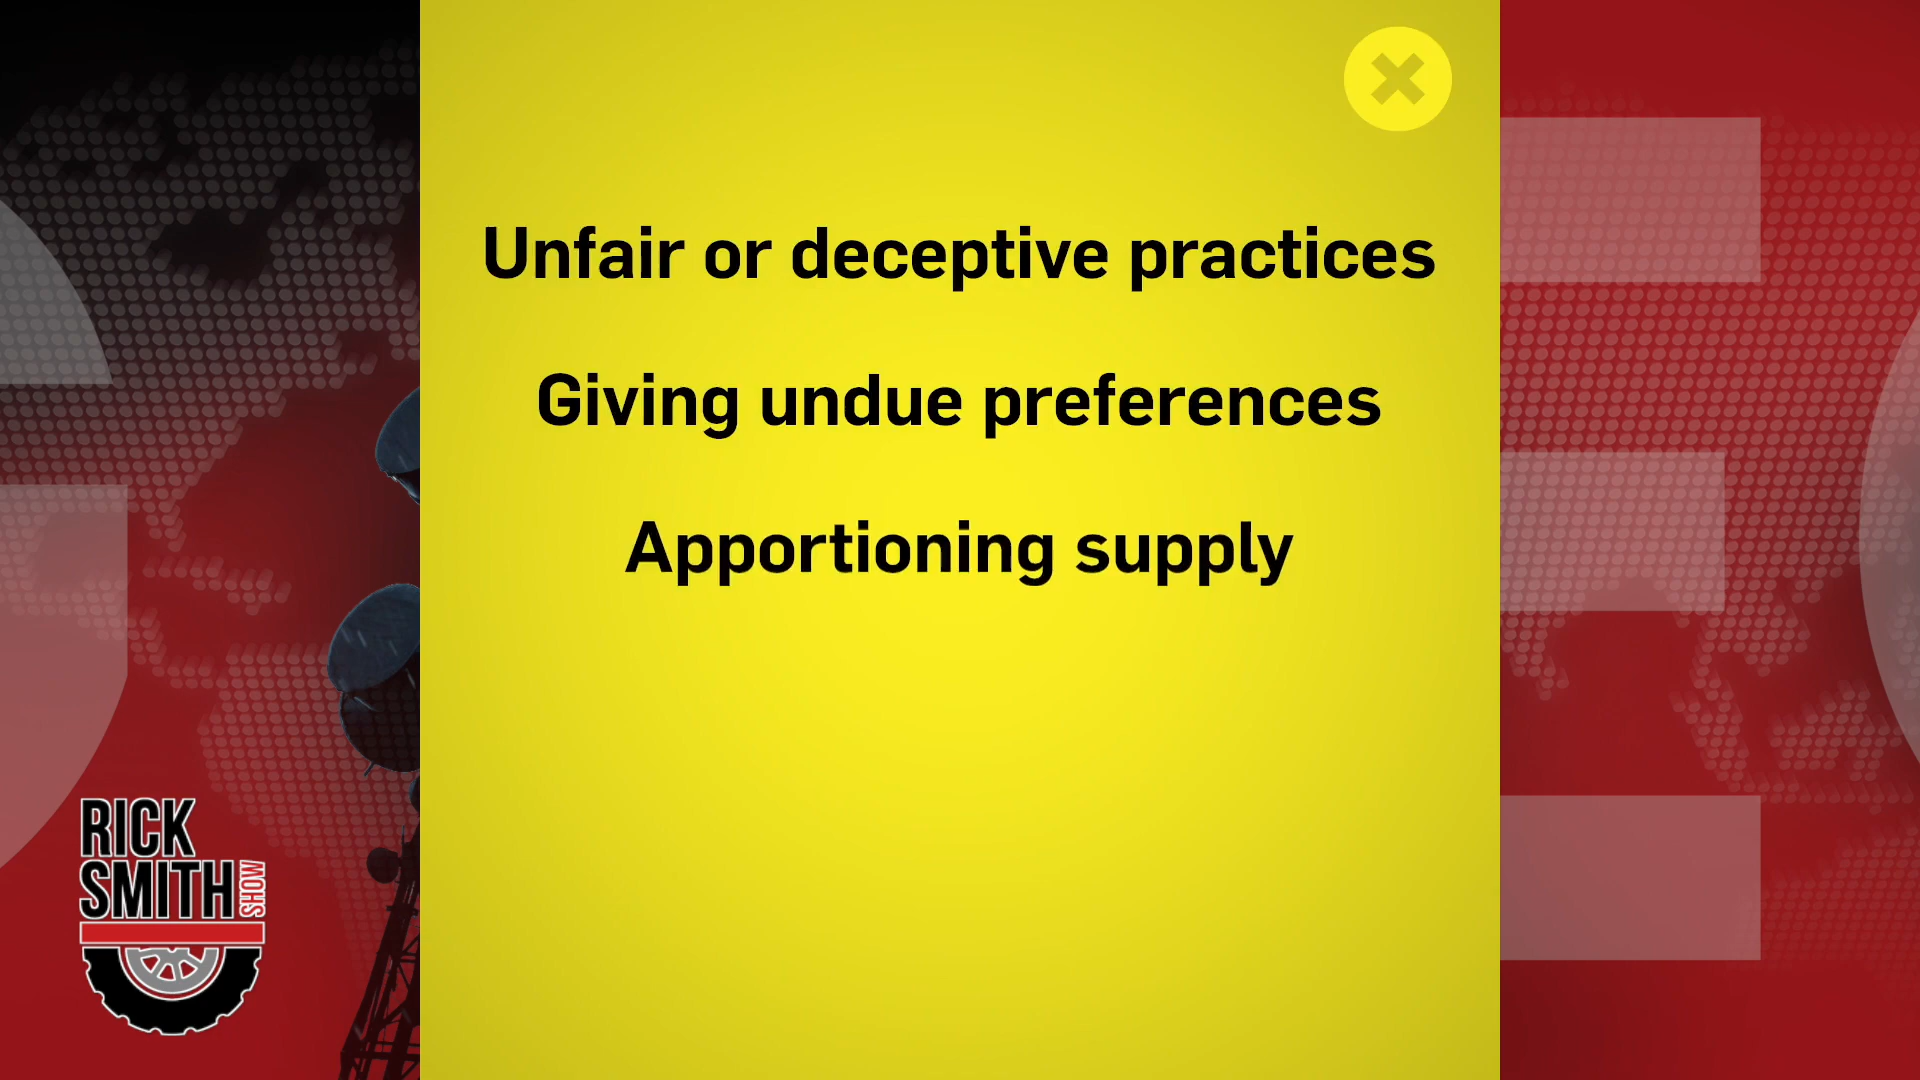 Unfair or deceptive practices
Giving undue preferences
Apportioning supply
RICK
SMITH
SHOW